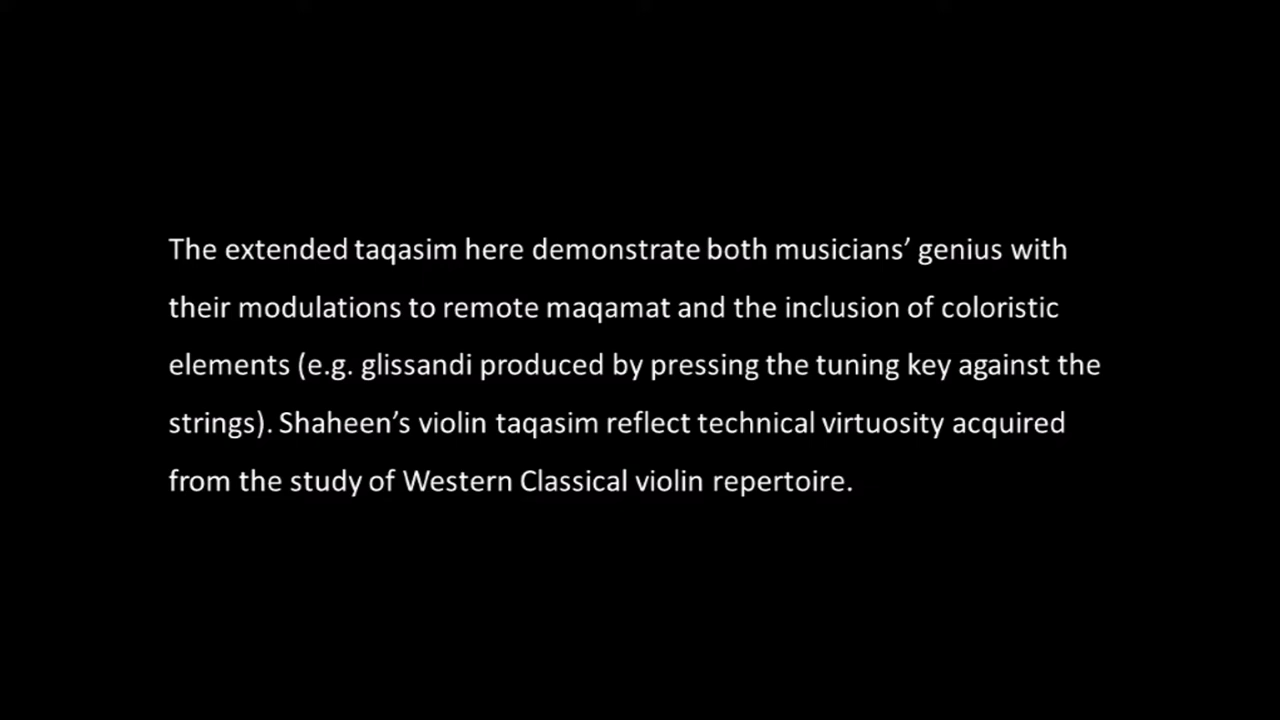 The extended taqasim here demonstrate both musicians’ genius with
their modulations to remote maqamat and the inclusion of coloristic
elements (e.g. glissandi produced by pressing the tuning key against the
strings). Shaheen’s violin taqasim reflect technical virtuosity acquired
from the study of Western Classical violin repertoire.